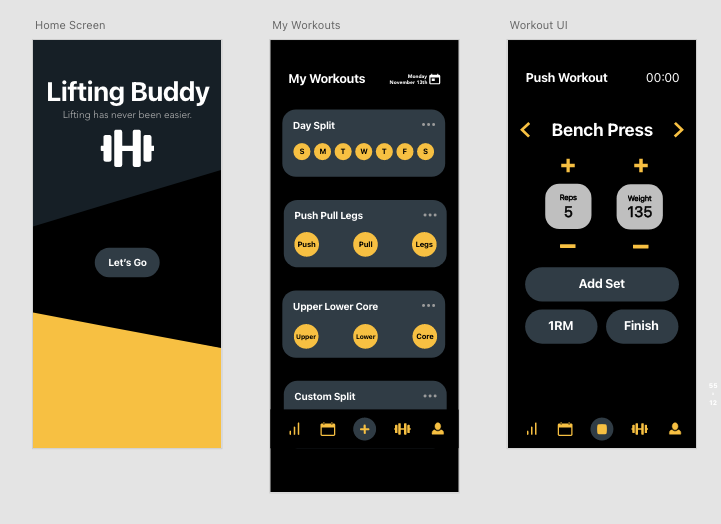 Home Screen
Lifting Buddy
Lifting has never been easier.
Let's Go
My Workouts
My Workouts
Monday
November 13th
Day Split
S M T W T F S
Push Pull Legs
Push Pull Legs
Upper Lower Core
Upper Lower Core
Custom Split
Workout UI
Push Workout 00:00
Bench Press
Reps Weight
5 135
Add Set
1RM Finish